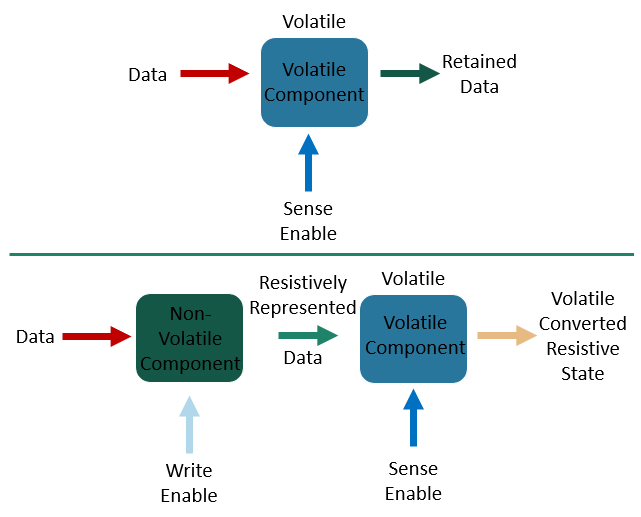 Volatile
Data
Volatile
Component
Retained
Data
Sense
Enable
Resistively
Represented
Data
Volatile
Data
Non-
Volatile
Component
Volatile
Component
Volatile
Converted
Resistive
State
Write
Enable
Sense
Enable